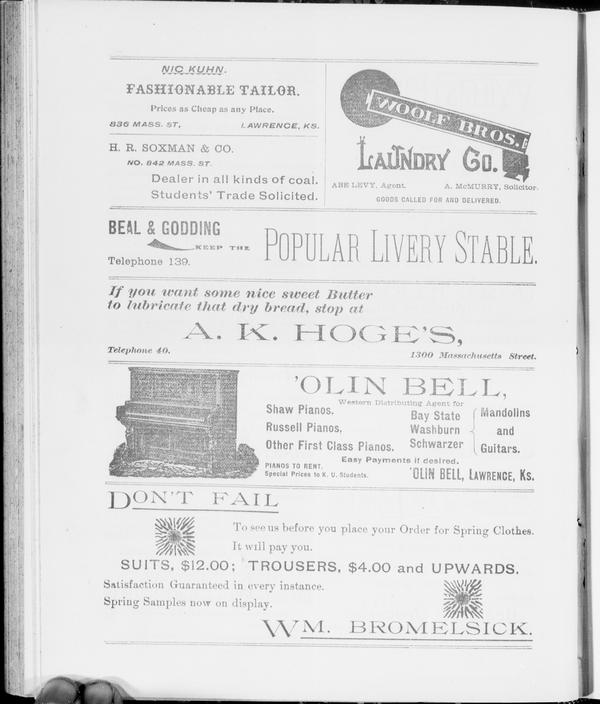 NIC KUHN.
FASHIONABLE TAILOR.
Prices as Cheap as any Place.
836 MASS. ST, LAWRENCE, KS.
H. R. SOXMAN & CO.
NO. 842 MASS. ST.
Dealer in all kinds of coal.
Students' Trade Solicited.
WOOLF BROS.
LAUNDRY CO.
ABE LEVY, Agent. A. McMURRY, Solicitor.
GOODS CALLED FOR AND DELIVERED.
BEAL & GODDING
KEEP THE
Telephone 139.
POPULAR LIVERY STABLE.
If you want some nice sweet Butter
to lubricate that dry bread, stop at
A. K. HOGE'S,
Telephone 40. 1300 Massachusetts Street.
'OLIN BELL,
Western Distributing Agent for
Shaw Pianos.
Russell Pianos,
Other First Class Pianos.
Bay State
Washburn
Schwarzer
Mandolins
and
Guitars.
Easy Payments if desired.
PIANOS TO RENT.
Special Prices to K. U. Students.
'OLIN BELL, LAWRENCE, KS.
DON'T FAIL
To see us before you place your Order for Spring Clothes.
It will pay you.
SUITS, $12.00; TROUSERS, $4.00 and UPWARDS.
Satisfaction Guaranteed in every instance.
Spring Samples now on display.
WM. BROMELSICK.